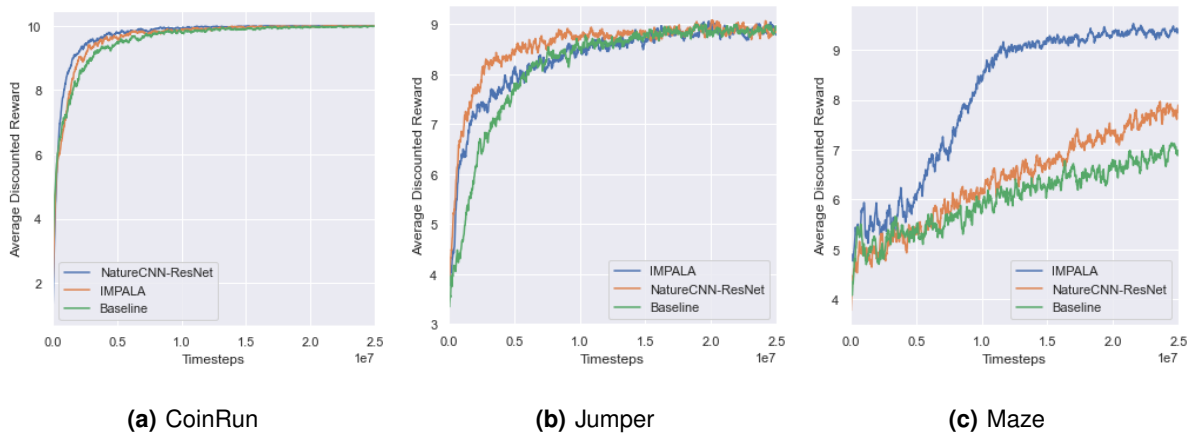 10
8
6
4
2
Average Discounted Reward
NatureCNN-ResNet
IMPALA
Baseline
0.0 0.5 1.0 1.5 2.0 2.5
1e7
Timesteps
(a) CoinRun
9
8
7
6
5
4
3
Average Discounted Reward
IMPALA
NatureCNN-ResNet
Baseline
0.0 0.5 1.0 1.5 2.0 2.5
1e7
Timesteps
(b) Jumper
9
8
7
6
5
4
Average Discounted Reward
IMPALA
NatureCNN-ResNet
Baseline
0.0 0.5 1.0 1.5 2.0 2.5
1e7
Timesteps
(c) Maze